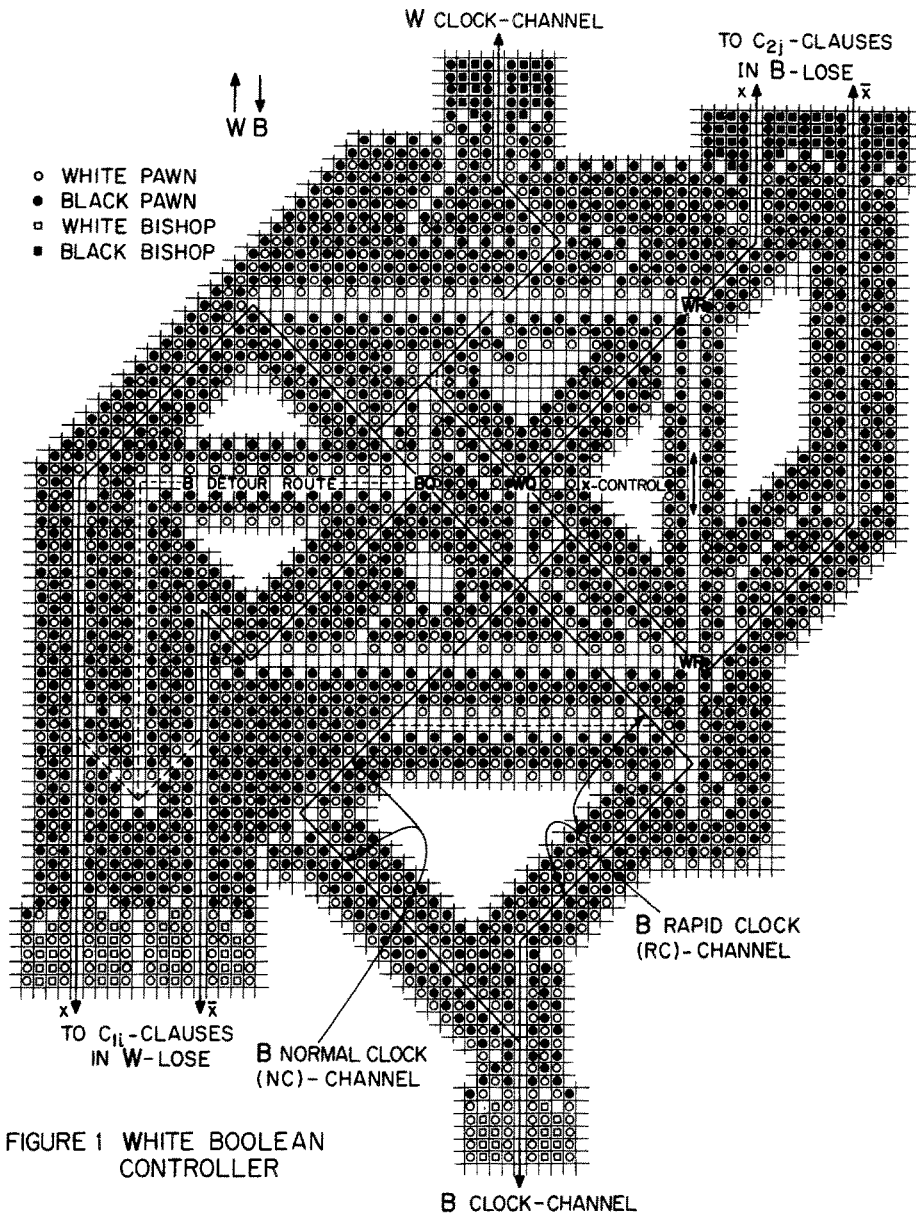 W CLOCK-CHANNEL
TO C2j-CLAUSES
IN B-LOSE
x
x̄
W B
○ WHITE PAWN
● BLACK PAWN
□ WHITE BISHOP
■ BLACK BISHOP
WR
B DETOUR ROUTE
BQ
WQ
X-CONTROL
WR
B RAPID CLOCK
(RC)-CHANNEL
x
x̄
TO C1i-CLAUSES
IN W-LOSE
B NORMAL CLOCK
(NC)-CHANNEL
FIGURE 1 WHITE BOOLEAN
CONTROLLER
B CLOCK-CHANNEL